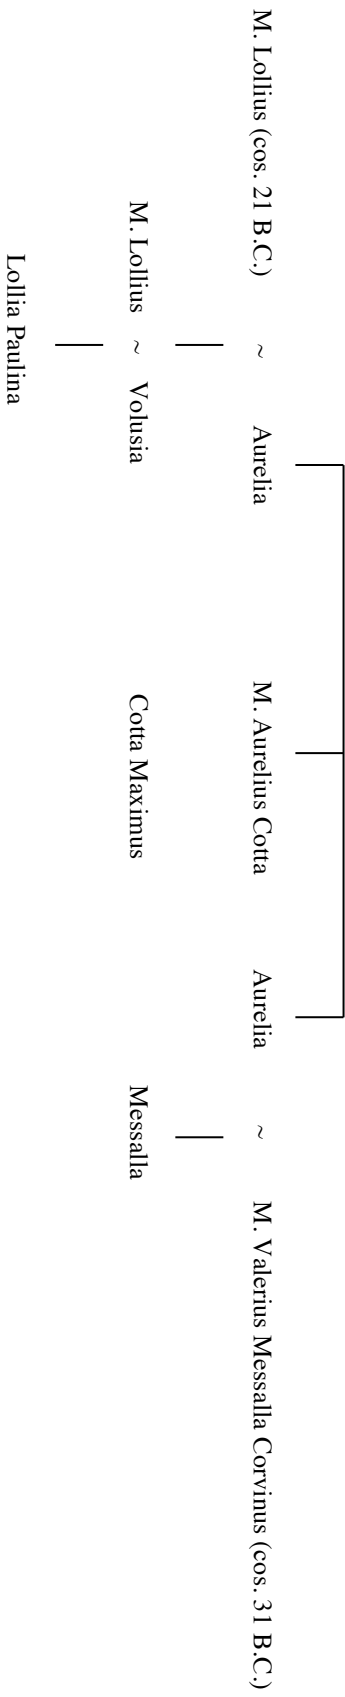 M. Lollius (cos. 21 B.C.) ~ Aurelia M. Aurelius Cotta Aurelia ~ M. Valerius Messalla Corvinus (cos. 31 B.C.)
M. Lollius ~ Volusia Cotta Maximus Messalla
Lollia Paulina